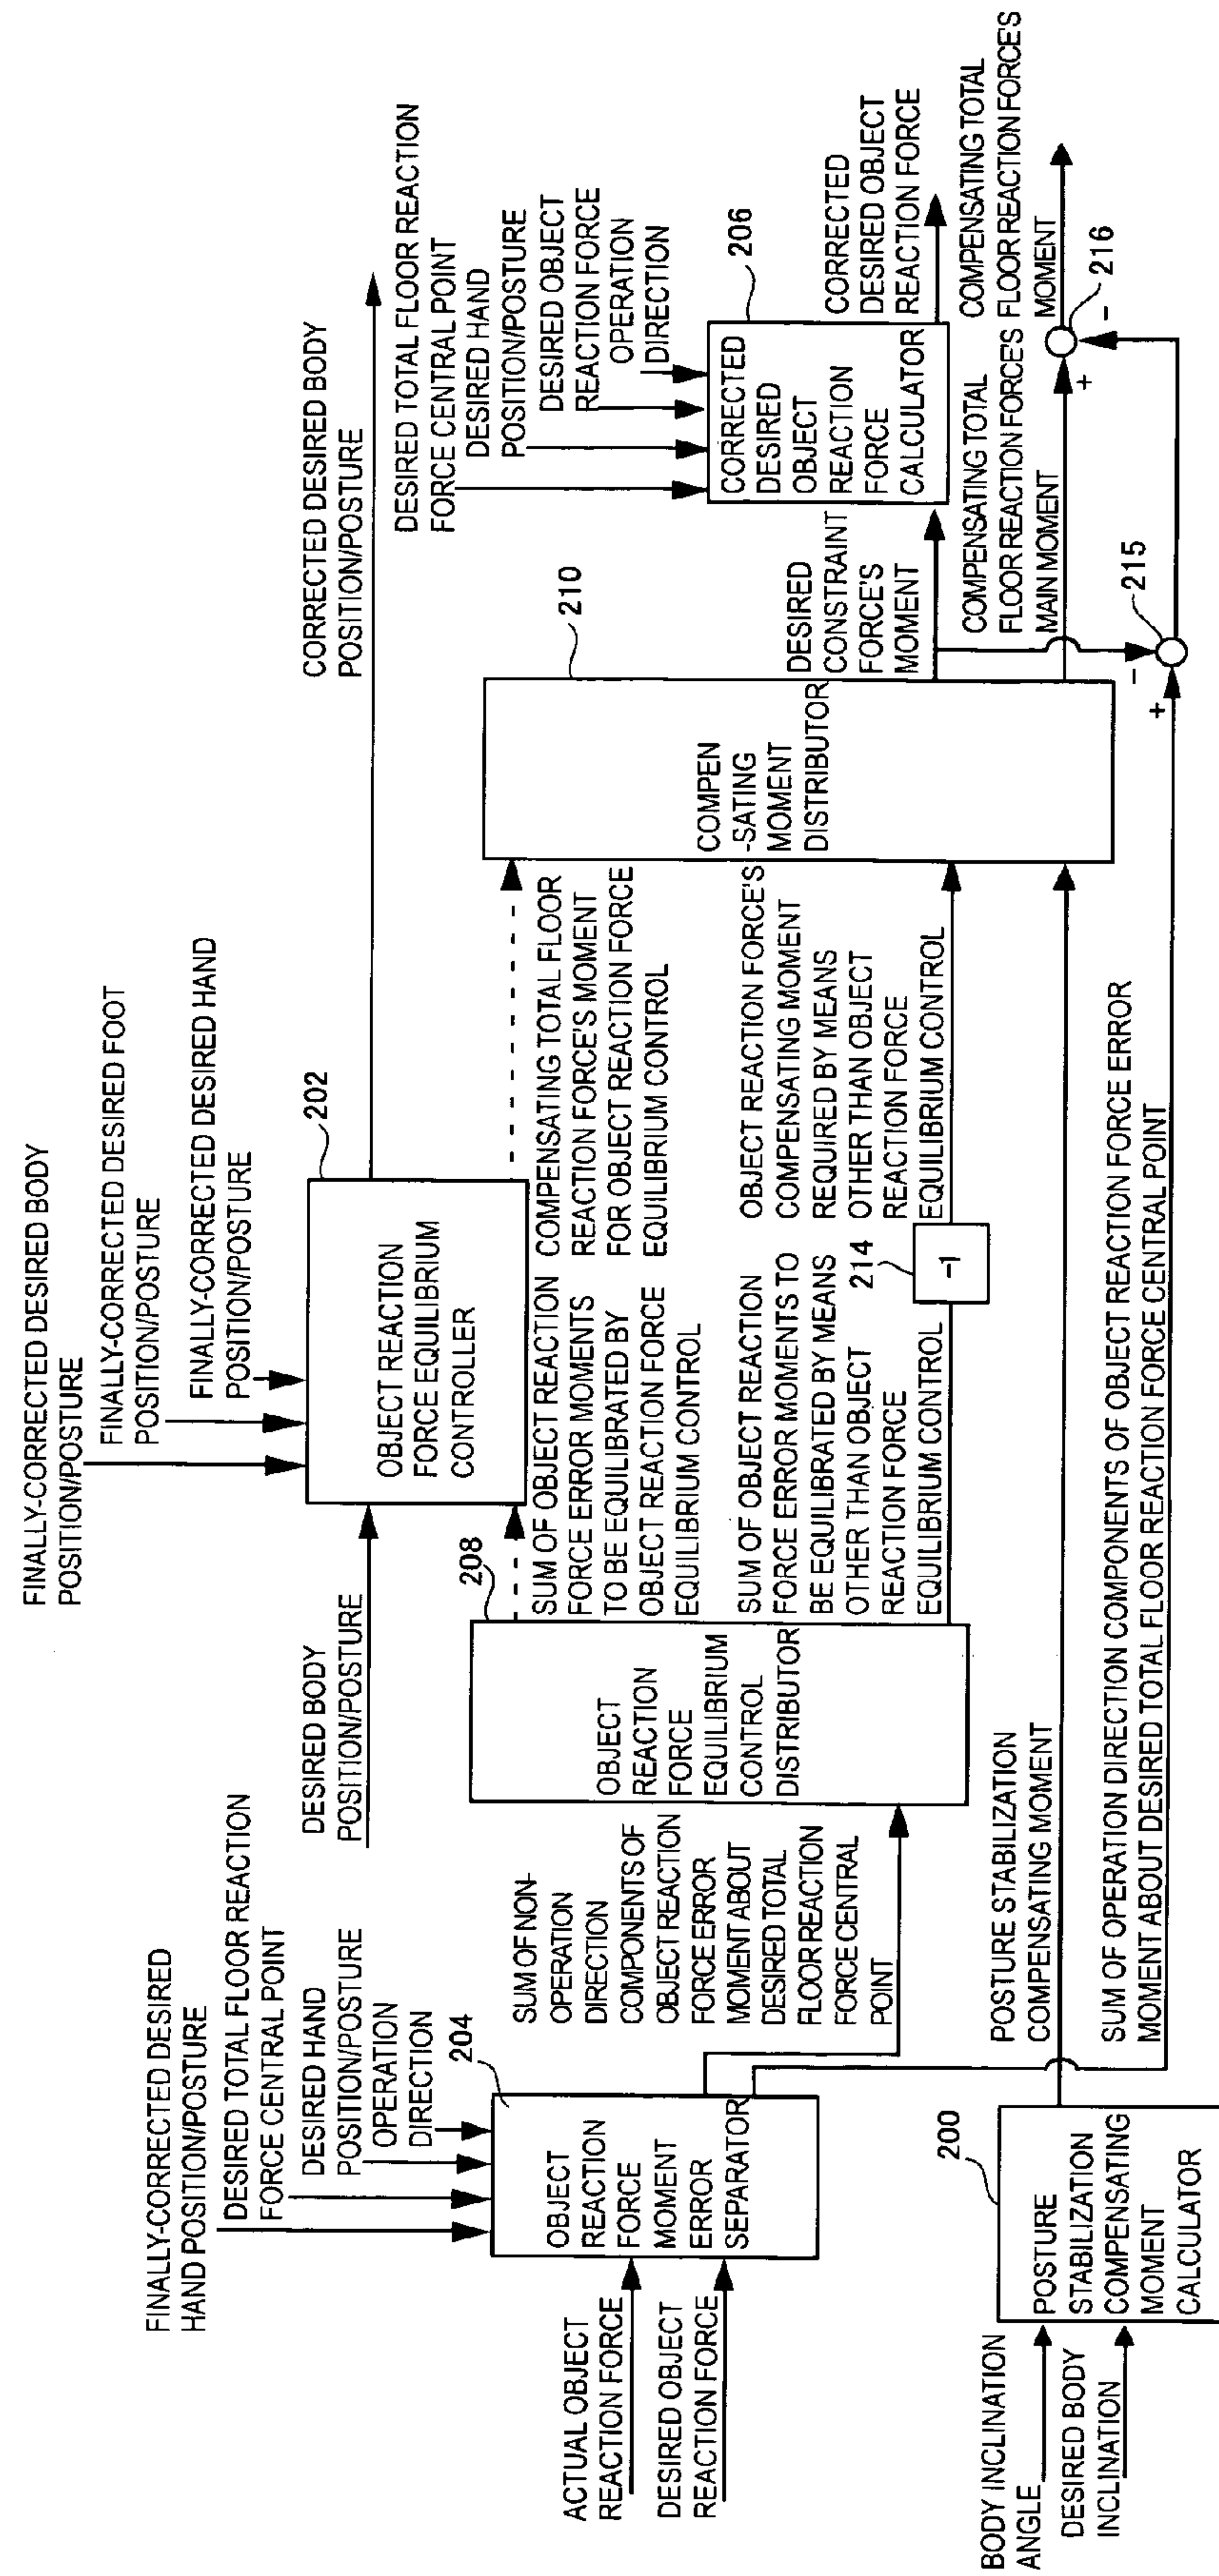 FINALLY-CORRECTED DESIRED
HAND POSITION/POSTURE
DESIRED TOTAL FLOOR REACTION
FORCE CENTRAL POINT
DESIRED HAND
POSITION/POSTURE
OPERATION
DIRECTION
204
ACTUAL OBJECT
REACTION FORCE
DESIRED OBJECT
REACTION FORCE
OBJECT
REACTION
FORCE
MOMENT
ERROR
SEPARATOR
BODY INCLINATION
ANGLE
DESIRED BODY
INCLINATION
200
POSTURE
STABILIZATION
COMPENSATING
MOMENT
CALCULATOR
SUM OF NON-
OPERATION
DIRECTION
COMPONENTS OF
OBJECT REACTION
FORCE ERROR
MOMENT ABOUT
DESIRED TOTAL
FLOOR REACTION
FORCE CENTRAL
POINT
POSTURE STABILIZATION
COMPENSATING MOMENT
SUM OF OPERATION DIRECTION COMPONENTS OF OBJECT REACTION FORCE ERROR
MOMENT ABOUT DESIRED TOTAL FLOOR REACTION FORCE CENTRAL POINT
DESIRED BODY
POSITION/POSTURE
208
OBJECT
REACTION
FORCE
EQUILIBRIUM
CONTROL
DISTRIBUTOR
FINALLY-CORRECTED DESIRED BODY
POSITION/POSTURE
FINALLY-CORRECTED DESIRED FOOT
POSITION/POSTURE
FINALLY-CORRECTED DESIRED HAND
POSITION/POSTURE
202
OBJECT REACTION
FORCE EQUILIBRIUM
CONTROLLER
SUM OF OBJECT REACTION
FORCE ERROR MOMENTS
TO BE EQUILIBRATED BY
OBJECT REACTION FORCE
EQUILIBRIUM CONTROL
SUM OF OBJECT REACTION
FORCE ERROR MOMENTS TO
BE EQUILIBRATED BY MEANS
OTHER THAN OBJECT
REACTION FORCE
EQUILIBRIUM CONTROL
214
-1
COMPENSATING TOTAL FLOOR
REACTION FORCE'S MOMENT
FOR OBJECT REACTION FORCE
EQUILIBRIUM CONTROL
OBJECT REACTION FORCE'S
COMPENSATING MOMENT
REQUIRED BY MEANS
OTHER THAN OBJECT
REACTION FORCE
EQUILIBRIUM CONTROL
210
COMPEN
-SATING
MOMENT
DISTRIBUTOR
CORRECTED DESIRED BODY
POSITION/POSTURE
DESIRED TOTAL FLOOR REACTION
FORCE CENTRAL POINT
DESIRED HAND
POSITION/POSTURE
DESIRED OBJECT
REACTION FORCE
OPERATION
DIRECTION
206
CORRECTED
DESIRED
OBJECT
REACTION
FORCE
CALCULATOR
DESIRED
CONSTRAINT
FORCE'S
MOMENT
COMPENSATING TOTAL
FLOOR REACTION FORCE'S
MAIN MOMENT
215
-
+
CORRECTED
DESIRED OBJECT
REACTION FORCE
COMPENSATING TOTAL
FLOOR REACTION FORCE'S
MOMENT
216
+
-